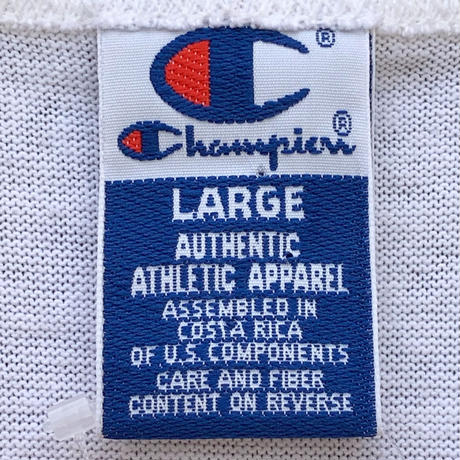 ®
Champion®
LARGE
AUTHENTIC
ATHLETIC APPAREL
ASSEMBLED IN
COSTA RICA
OF U.S. COMPONENTS
CARE AND FIBER
CONTENT ON REVERSE